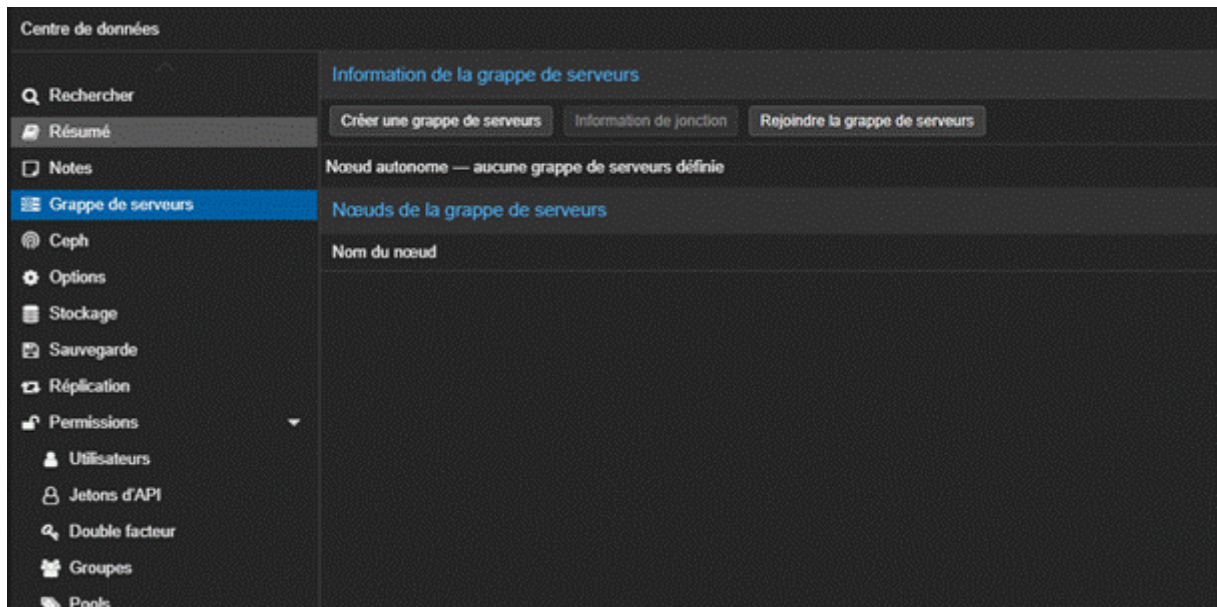 Centre de données
Rechercher
Résumé
Notes
Grappe de serveurs
Ceph
Options
Stockage
Sauvegarde
Réplication
Permissions
Utilisateurs
Jetons d'API
Double facteur
Groupes
Pools
Information de la grappe de serveurs
Créer une grappe de serveurs Information de jonction Rejoindre la grappe de serveurs
Nœud autonome — aucune grappe de serveurs définie
Nœuds de la grappe de serveurs
Nom du nœud